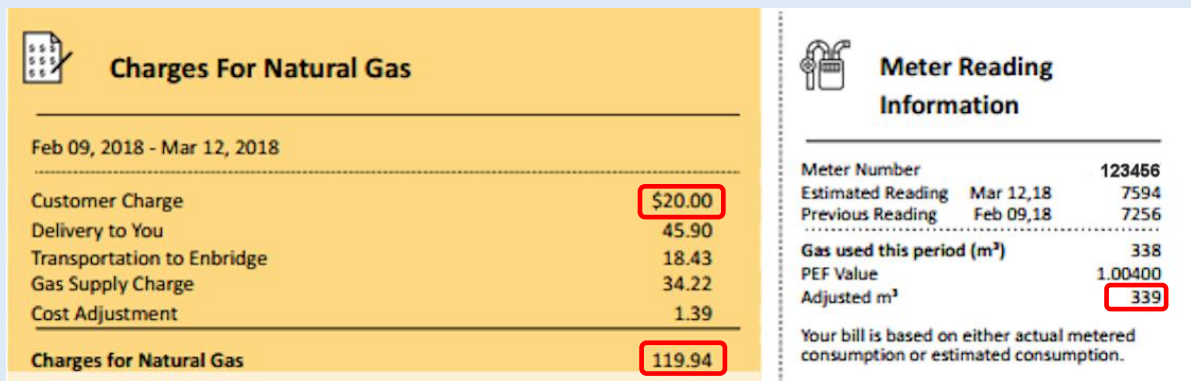 Charges For Natural Gas
Feb 09, 2018 - Mar 12, 2018
Customer Charge $20.00
Delivery to You 45.90
Transportation to Enbridge 18.43
Gas Supply Charge 34.22
Cost Adjustment 1.39
Charges for Natural Gas 119.94
Meter Reading
Information
Meter Number 123456
Estimated Reading Mar 12,18 7594
Previous Reading Feb 09,18 7256
Gas used this period (m³) 338
PEF Value 1.00400
Adjusted m³ 339
Your bill is based on either actual metered
consumption or estimated consumption.